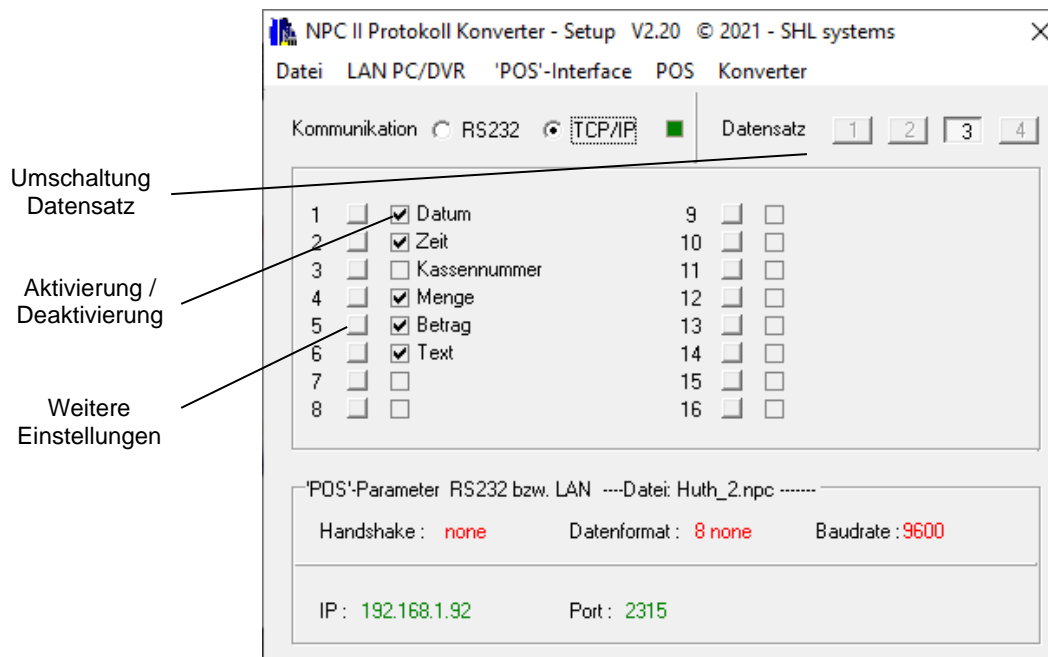 NPC II Protokoll Konverter - Setup V2.20 © 2021 - SHL systems
Datei LAN PC/DVR 'POS'-Interface POS Konverter
Kommunikation RS232 TCP/IP Datensatz 1 2 3 4
Umschaltung
Datensatz
Aktivierung /
Deaktivierung
Weitere
Einstellungen
1 Datum 9
2 Zeit 10
3 Kassennummer 11
4 Menge 12
5 Betrag 13
6 Text 14
7 15
8 16
'POS'-Parameter RS232 bzw. LAN ----Datei: Huth_2.npc -------
Handshake : none Datenformat : 8 none Baudrate : 9600
IP : 192.168.1.92 Port : 2315